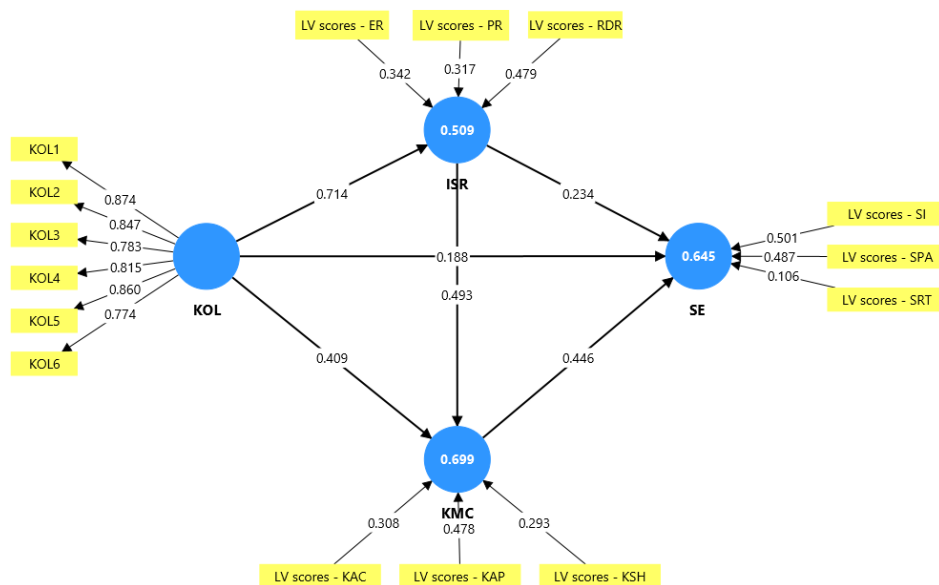 LV scores - ER
LV scores - PR
LV scores - RDR
0.342
0.317
0.479
0.509
ISR
KOL1
KOL2
KOL3
KOL4
KOL5
KOL6
0.874
0.847
0.783
0.815
0.860
0.774
KOL
0.714
0.234
0.188
0.493
0.409
0.446
0.645
SE
LV scores - SI
LV scores - SPA
LV scores - SRT
0.501
0.487
0.106
0.699
KMC
0.308
0.478
0.293
LV scores - KAC
LV scores - KAP
LV scores - KSH